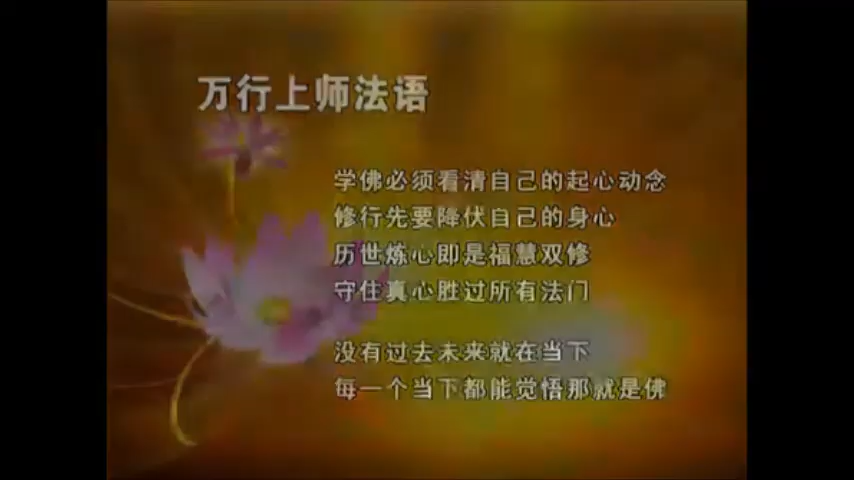 万行上师法语
学佛必须看清自己的起心动念
修行先要降伏自己的身心
历世炼心即是福慧双修
守住真心胜过所有法门
没有过去未来就在当下
每一个当下都能觉悟那就是佛